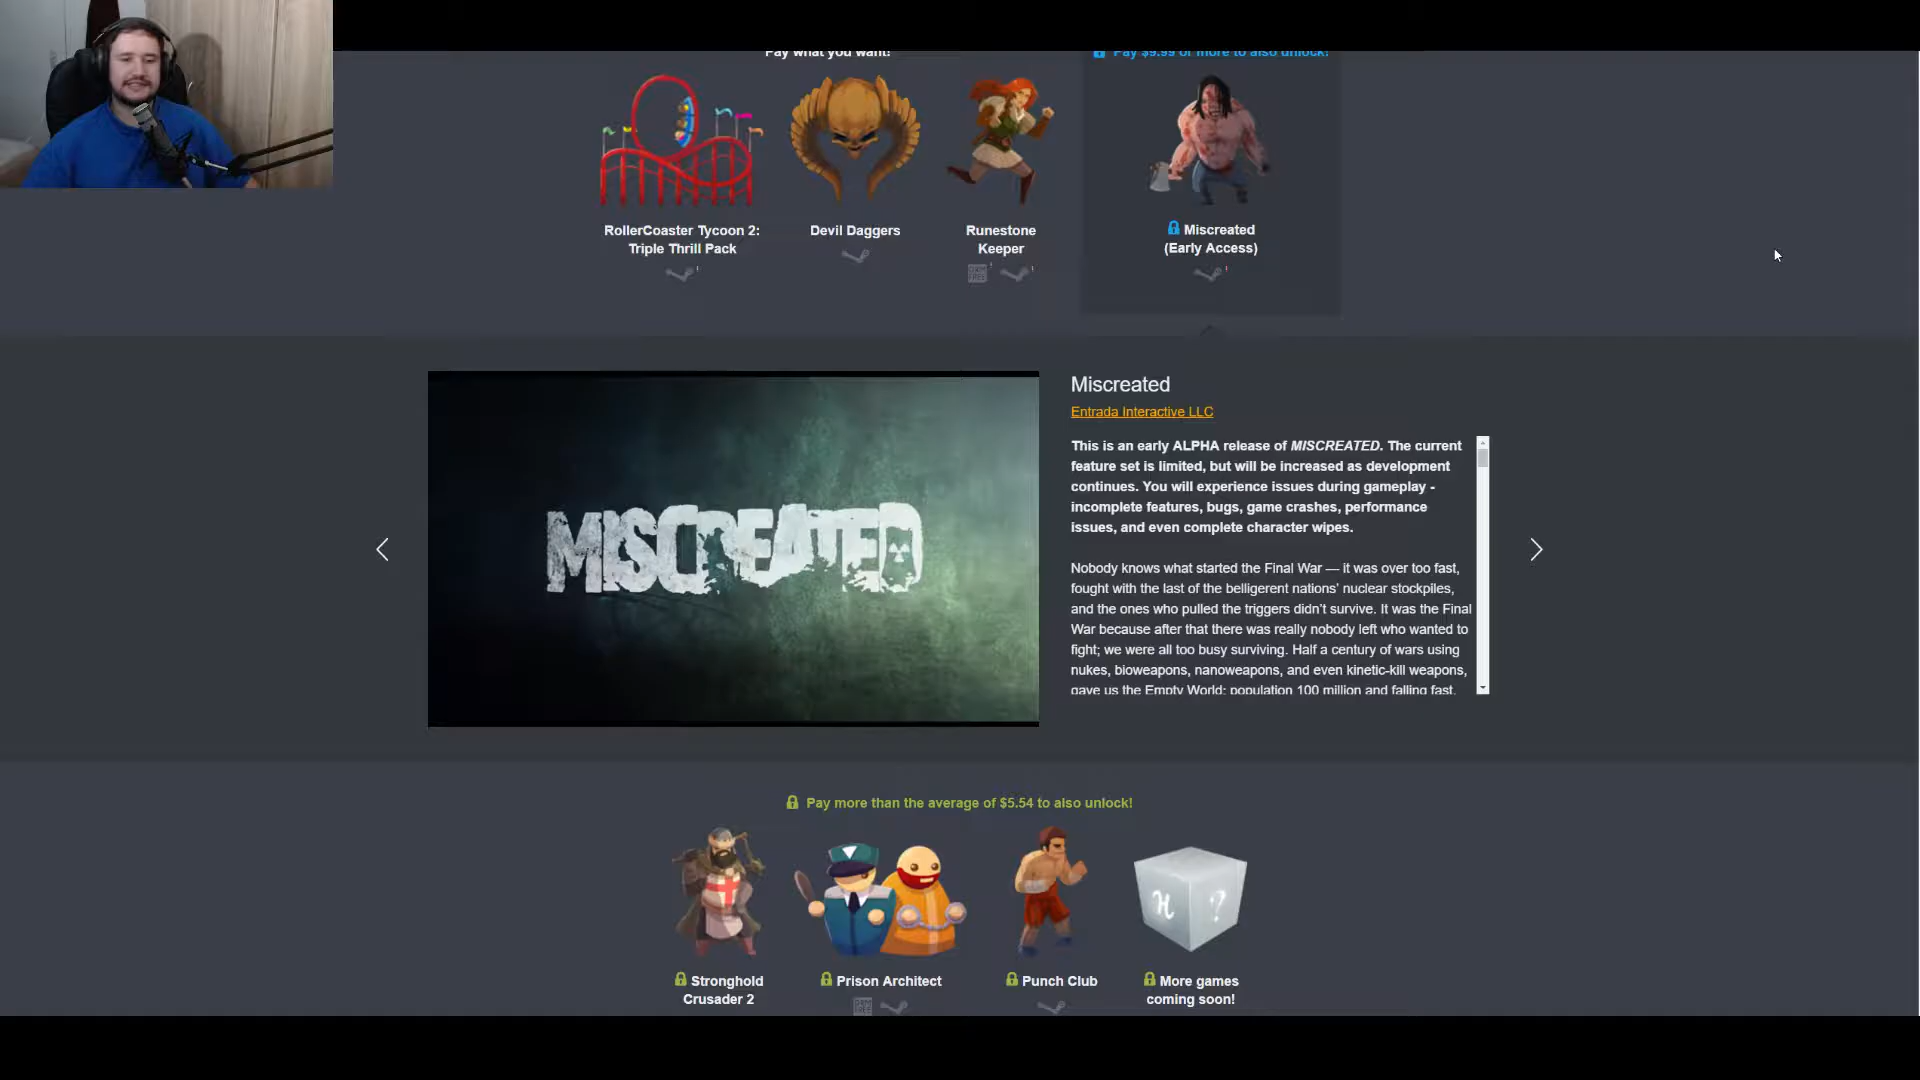 Pay what you want!
Pay $9.99 or more to also unlock!
RollerCoaster Tycoon 2:
Triple Thrill Pack
Devil Daggers
Runestone
Keeper
Miscreated
(Early Access)
MISCREATED
Miscreated
Entrada Interactive LLC
This is an early ALPHA release of MISCREATED. The current
feature set is limited, but will be increased as development
continues. You will experience issues during gameplay -
incomplete features, bugs, game crashes, performance
issues, and even complete character wipes.
Nobody knows what started the Final War — it was over too fast,
fought with the last of the belligerent nations’ nuclear stockpiles,
and the ones who pulled the triggers didn’t survive. It was the Final
War because after that there was really nobody left who wanted to
fight; we were all too busy surviving. Half a century of wars using
nukes, bioweapons, nanoweapons, and even kinetic-kill weapons,
gave us the Empty World: population 100 million and falling fast.
Pay more than the average of $5.54 to also unlock!
H ?
Stronghold
Crusader 2
Prison Architect
Punch Club
More games
coming soon!